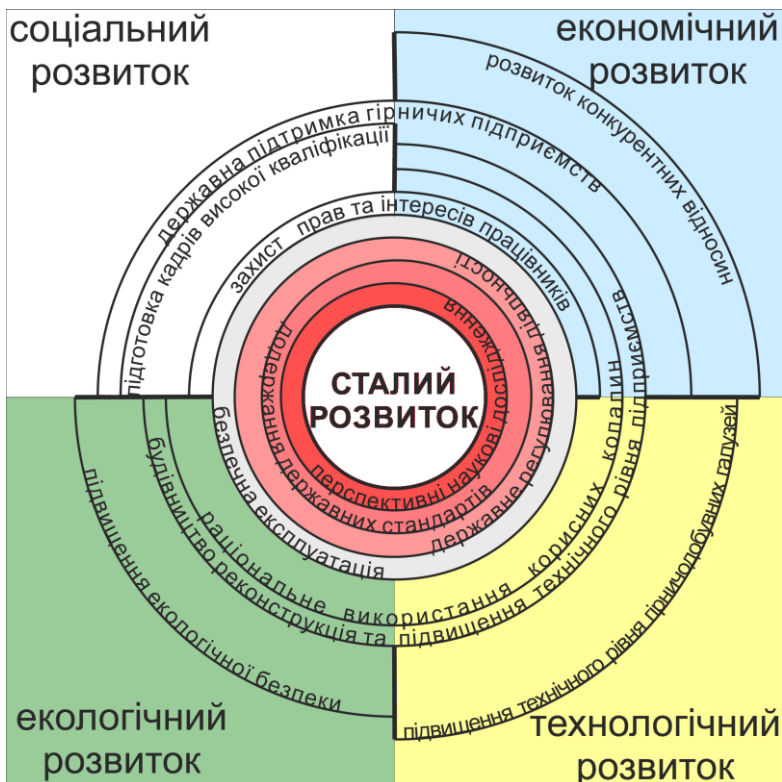 соціальний
розвиток
економічний
розвиток
розвиток конкурентних відносин
державна підтримка гірничих підприємств
підготовка кадрів високої кваліфікації
захист прав та інтересів працівників
державне регулювання діяльності
додержання державних стандартів
перспективні наукові дослідження
СТАЛИЙ
РОЗВИТОК
безпечна експлуатація
раціональне використання корисних копалин
будівництво реконструкція та підвищення технічного рівня підприємств
підвищення екологічної безпеки
підвищення технічного рівня гірничодобувних галузей
екологічний
розвиток
технологічний
розвиток